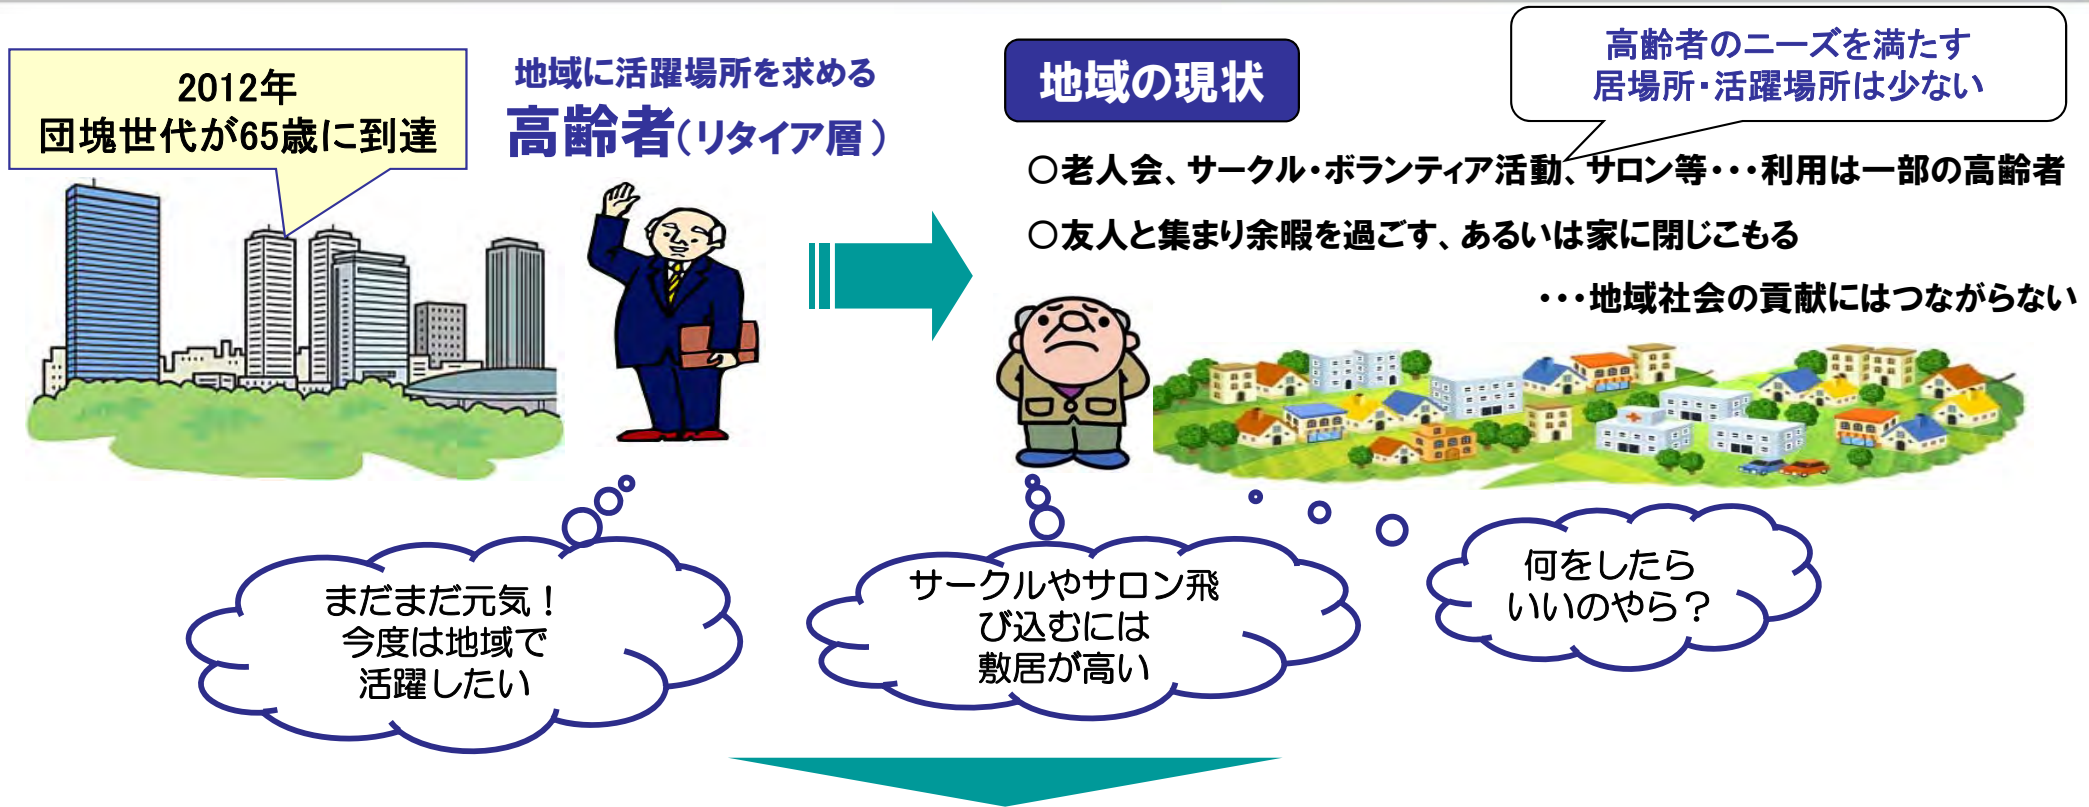 2012年
団塊世代が65歳に到達
地域に活躍場所を求める
高齢者(リタイア層)
地域の現状
高齢者のニーズを満たす
居場所・活躍場所は少ない
○老人会、サークル・ボランティア活動、サロン等・・・利用は一部の高齢者
○友人と集まり余暇を過ごす、あるいは家に閉じこもる
・・・地域社会の貢献にはつながらない
まだまだ元気！
今度は地域で
活躍したい
サークルやサロン飛
び込むには
敷居が高い
何をしたら
いいのやら？